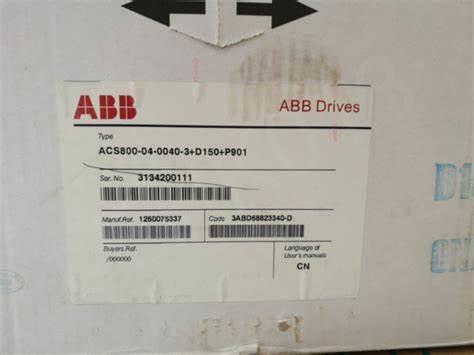 ABB
ABB Drives
Type
ACS800-04-0040-3+D150+P901
Ser. No. 3134200111
Manuf.Ref. 1260075337 Code 3ABD68823340-D
Buyers Ref.
/000000
Language of
User's manuals
CN